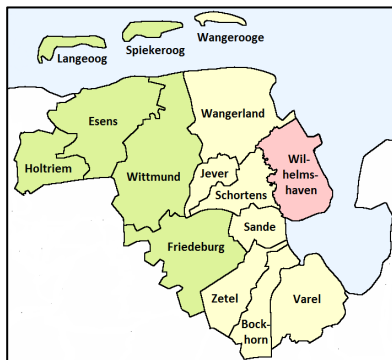 Spiekeroog
Wangerooge
Langeoog
Wangerland
Esens
Wil-
helms-
haven
Holtriem
Wittmund
Jever
Schortens
Sande
Friedeburg
Zetel
Varel
Bock-
horn